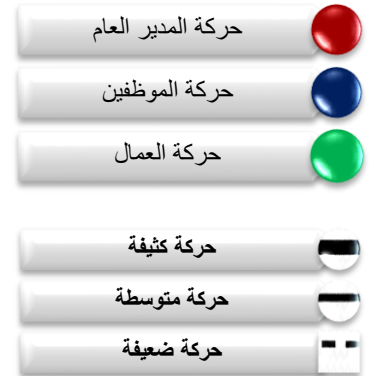 حركة المدير العام
حركة الموظفين
حركة العمال
حركة كثيفة
حركة متوسطة
حركة ضعيفة